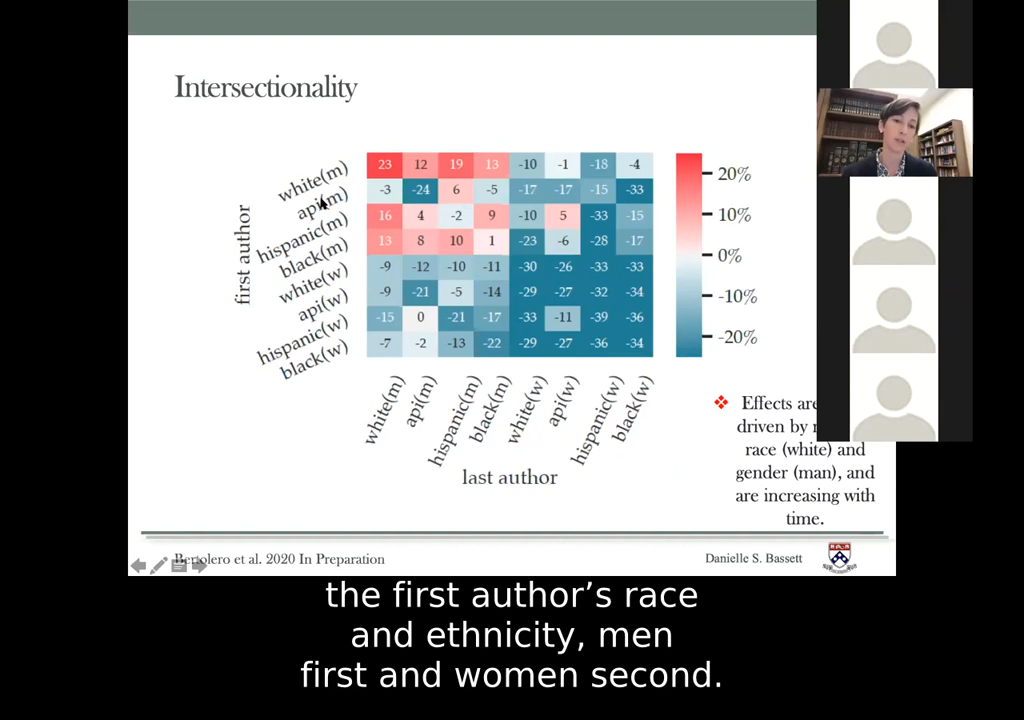 Intersectionality
first author
white(m)
api(m)
hispanic(m)
black(m)
white(w)
api(w)
hispanic(w)
black(w)
23 12 19 13 -10 -1 -18 -4
-3 -24 6 -5 -17 -17 -15 -33
16 4 -2 9 -10 5 -33 -15
13 8 10 1 -23 -6 -28 -17
-9 -12 -10 -11 -30 -26 -33 -33
-9 -21 -5 -14 -29 -27 -32 -34
-15 0 -21 -17 -33 -11 -39 -36
-7 -2 -13 -22 -29 -27 -36 -34
20%
10%
0%
-10%
-20%
white(m) api(m) hispanic(m) black(m) white(w) api(w) hispanic(w) black(w)
last author
Effects are
driven by
race (white) and
gender (man), and
are increasing with
time.
Bertolero et al. 2020 In Preparation
Danielle S. Bassett
the first author’s race
and ethnicity, men
first and women second.